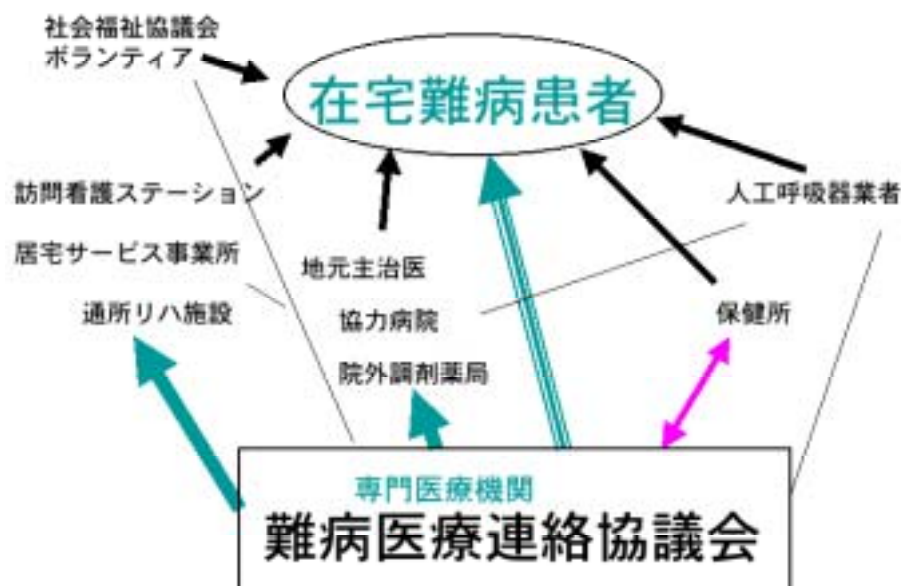 社会福祉協議会
ボランティア
在宅難病患者
訪問看護ステーション
人工呼吸器業者
居宅サービス事業所
地元主治医
通所リハ施設
協力病院
保健所
院外調剤薬局
専門医療機関
難病医療連絡協議会